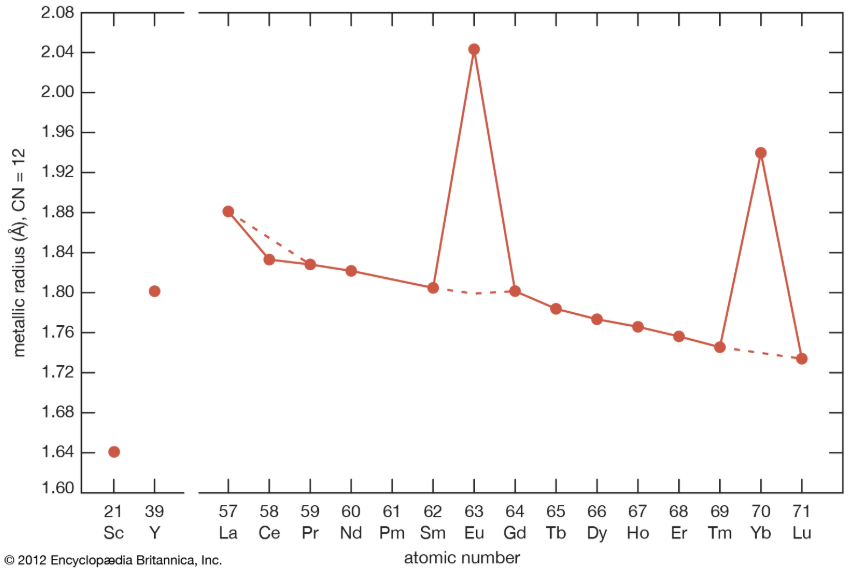 2.08
2.04
2.00
1.96
1.92
1.88
1.84
1.80
1.76
1.72
1.68
1.64
1.60
metallic radius (Å), CN = 12
21 39 57 58 59 60 61 62 63 64 65 66 67 68 69 70 71
Sc Y La Ce Pr Nd Pm Sm Eu Gd Tb Dy Ho Er Tm Yb Lu
atomic number
© 2012 Encyclopædia Britannica, Inc.